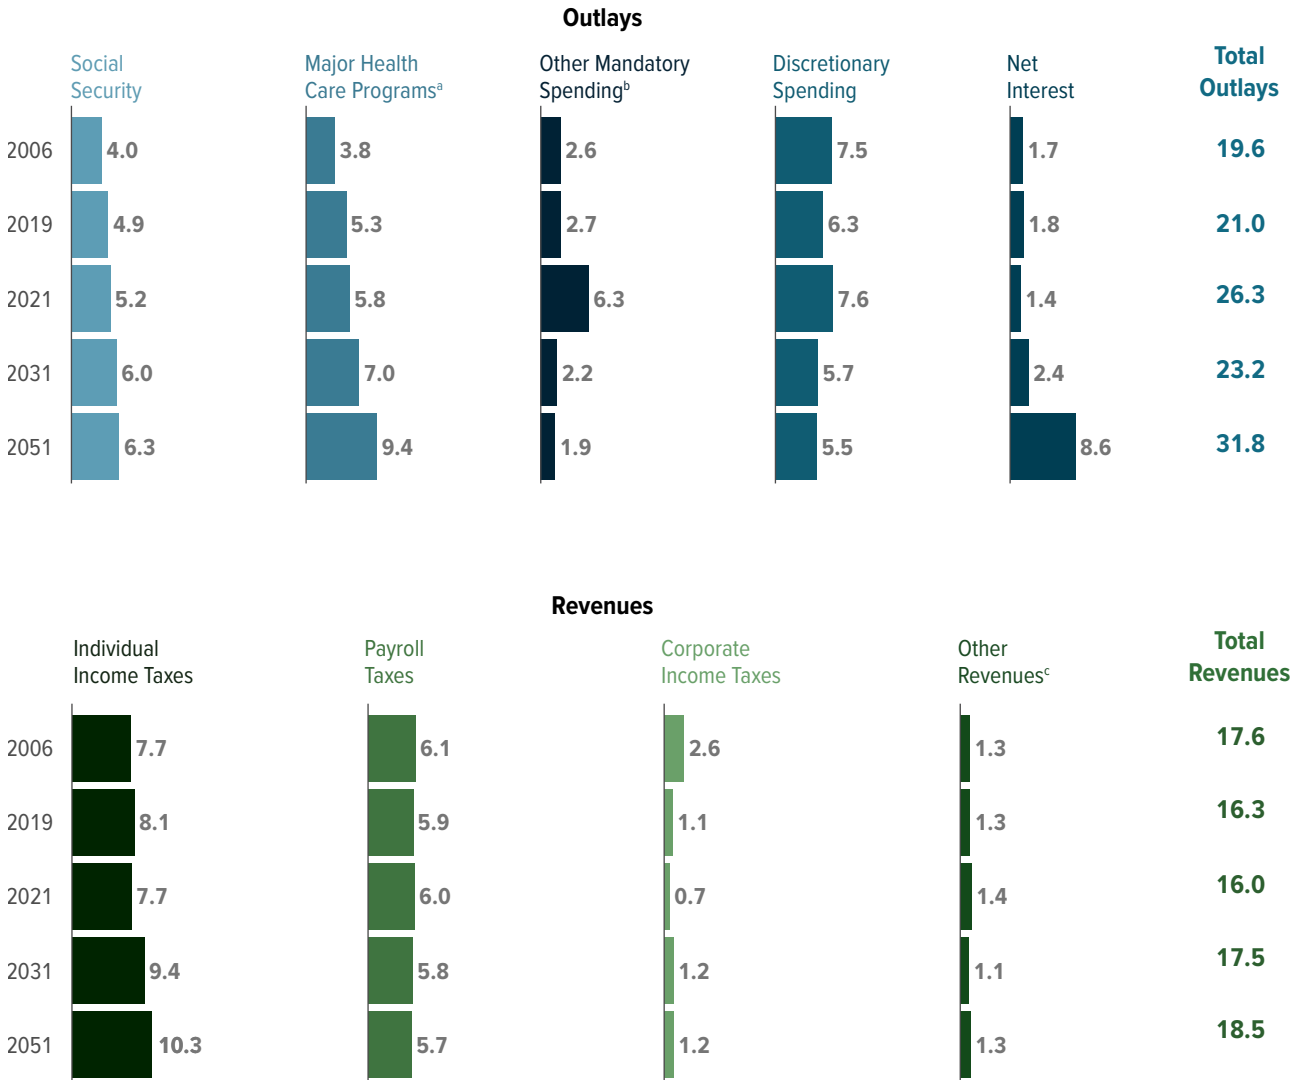 Outlays
Social
Security
Major Health
Care Programsᵃ
Other Mandatory
Spendingᵇ
Discretionary
Spending
Net
Interest
Total
Outlays
2006 4.0 3.8 2.6 7.5 1.7 19.6
2019 4.9 5.3 2.7 6.3 1.8 21.0
2021 5.2 5.8 6.3 7.6 1.4 26.3
2031 6.0 7.0 2.2 5.7 2.4 23.2
2051 6.3 9.4 1.9 5.5 8.6 31.8
Revenues
Individual
Income Taxes
Payroll
Taxes
Corporate
Income Taxes
Other
Revenuesᶜ
Total
Revenues
2006 7.7 6.1 2.6 1.3 17.6
2019 8.1 5.9 1.1 1.3 16.3
2021 7.7 6.0 0.7 1.4 16.0
2031 9.4 5.8 1.2 1.1 17.5
2051 10.3 5.7 1.2 1.3 18.5